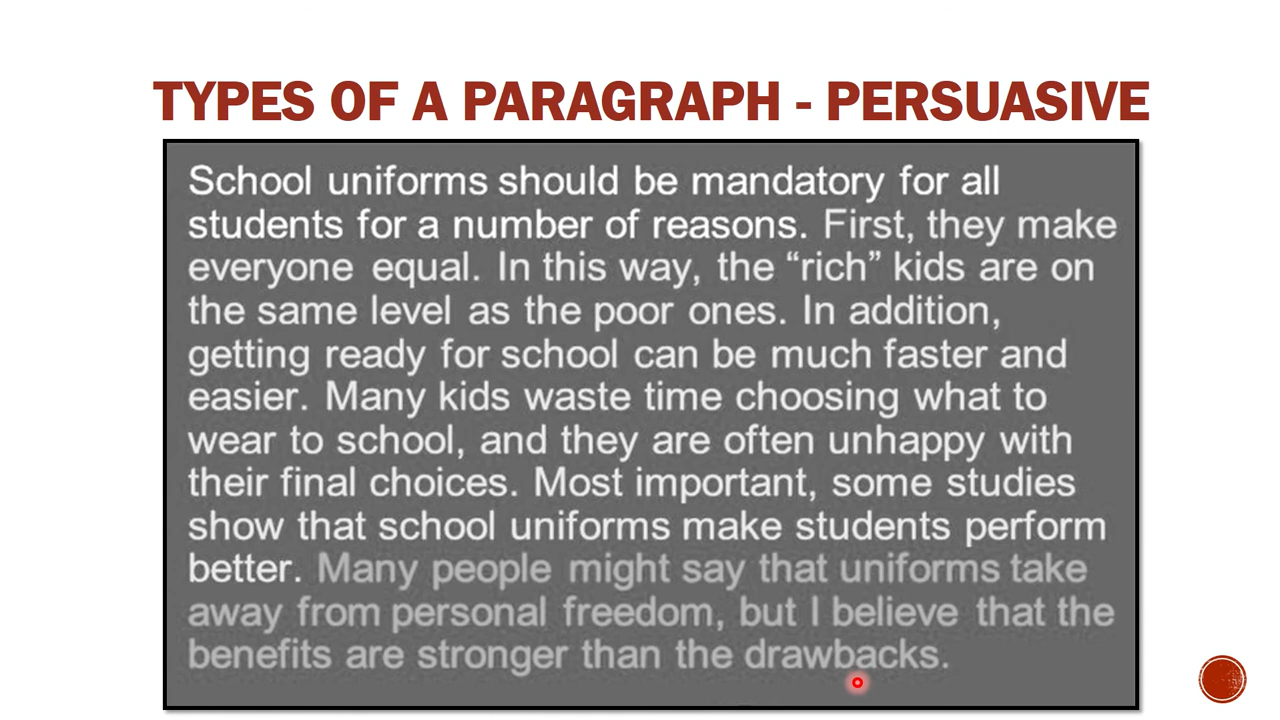 TYPES OF A PARAGRAPH - PERSUASIVE
School uniforms should be mandatory for all
students for a number of reasons. First, they make
everyone equal. In this way, the “rich” kids are on
the same level as the poor ones. In addition,
getting ready for school can be much faster and
easier. Many kids waste time choosing what to
wear to school, and they are often unhappy with
their final choices. Most important, some studies
show that school uniforms make students perform
better. Many people might say that uniforms take
away from personal freedom, but I believe that the
benefits are stronger than the drawbacks.